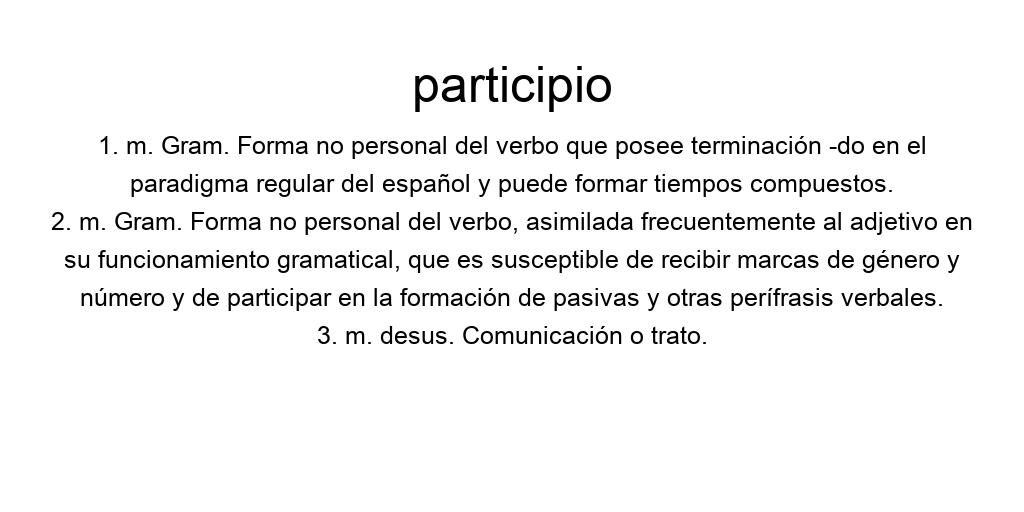 participio
1. m. Gram. Forma no personal del verbo que posee terminación -do en el
paradigma regular del español y puede formar tiempos compuestos.
2. m. Gram. Forma no personal del verbo, asimilada frecuentemente al adjetivo en
su funcionamiento gramatical, que es susceptible de recibir marcas de género y
número y de participar en la formación de pasivas y otras perífrasis verbales.
3. m. desus. Comunicación o trato.